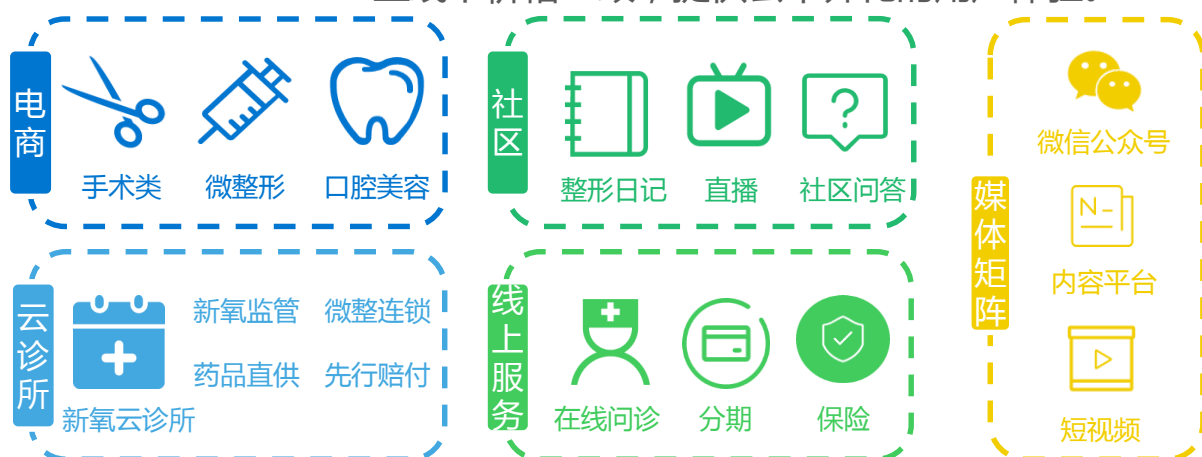 电商
手术类
微整形
口腔美容
社区
整形日记
直播
社区问答
云诊所
新氧云诊所
新氧监管
微整连锁
药品直供
先行赔付
线上服务
在线问诊
分期
保险
媒体矩阵
微信公众号
N-
内容平台
短视频